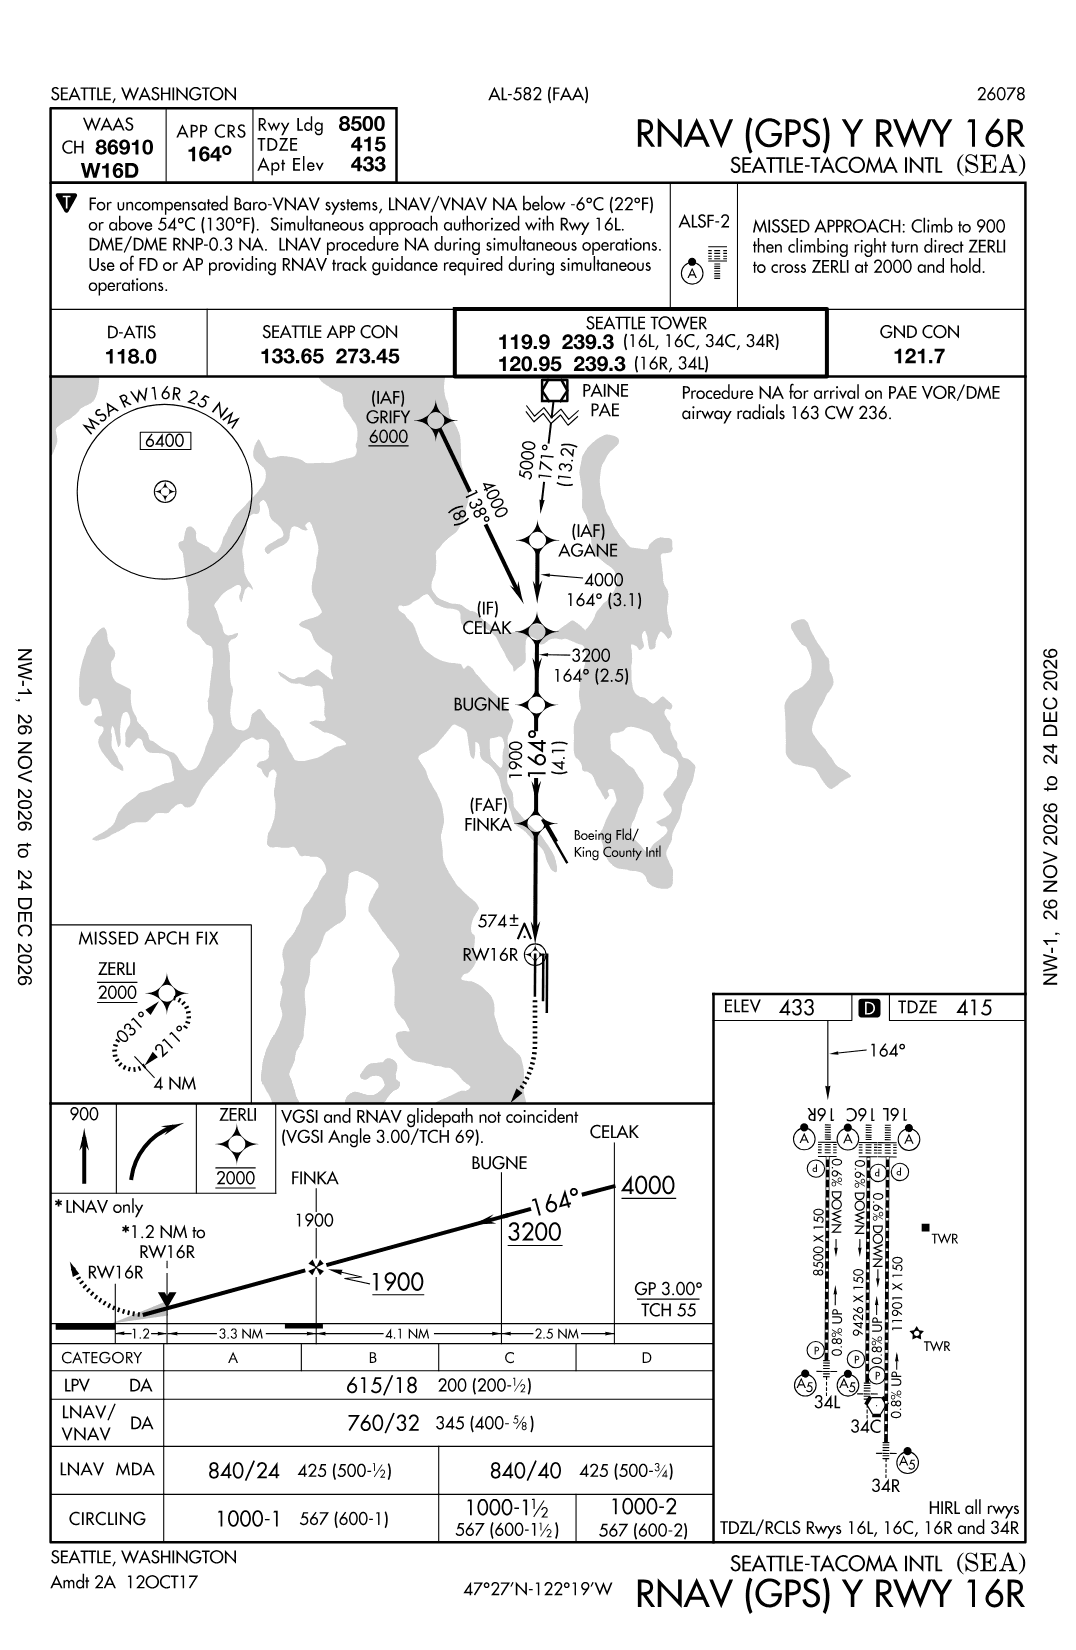 SEATTLE, WASHINGTON
AL-582 (FAA)
26078
WAAS
CH 86910
W16D
APP CRS
164°
Rwy Ldg 8500
TDZE 415
Apt Elev 433
RNAV (GPS) Y RWY 16R
SEATTLE-TACOMA INTL (SEA)
T
For uncompensated Baro-VNAV systems, LNAV/VNAV NA below -6°C (22°F)
or above 54°C (130°F). Simultaneous approach authorized with Rwy 16L.
DME/DME RNP-0.3 NA. LNAV procedure NA during simultaneous operations.
Use of FD or AP providing RNAV track guidance required during simultaneous
operations.
ALSF-2
A
MISSED APPROACH: Climb to 900
then climbing right turn direct ZERLI
to cross ZERLI at 2000 and hold.
D-ATIS
118.0
SEATTLE APP CON
133.65 273.45
SEATTLE TOWER
119.9 239.3 (16L, 16C, 34C, 34R)
120.95 239.3 (16R, 34L)
GND CON
121.7
MSA RW16R 25 NM
6400
(IAF)
GRIFY
6000
PAINE
PAE
Procedure NA for arrival on PAE VOR/DME
airway radials 163 CW 236.
5000
171°
(13.2)
4000
138°
(8)
(IAF)
AGANE
4000
164° (3.1)
(IF)
CELAK
3200
164° (2.5)
BUGNE
1900
164°
(4.1)
(FAF)
FINKA
Boeing Fld/
King County Intl
574±
RW16R
MISSED APCH FIX
ZERLI
2000
031°
211°
4 NM
NW-1, 26 NOV 2026 to 24 DEC 2026
NW-1, 26 NOV 2026 to 24 DEC 2026
ELEV 433
D
TDZE 415
164°
16R
16C
16L
A
A
A
P
P
P
0.6% DOWN
0.6% DOWN
0.6% DOWN
8500 X 150
9426 X 150
11901 X 150
TWR
TWR
0.8% UP
0.8% UP
0.8% UP
P
P
P
A5
A5
34L
34C
A5
34R
HIRL all rwys
TDZL/RCLS Rwys 16L, 16C, 16R and 34R
900
ZERLI
2000
VGSI and RNAV glidepath not coincident
(VGSI Angle 3.00/TCH 69).
CELAK
BUGNE
FINKA
*LNAV only
*1.2 NM to
RW16R
RW16R
1900
164°
4000
3200
1900
GP 3.00°
TCH 55
1.2
3.3 NM
4.1 NM
2.5 NM
CATEGORY A B C D
LPV DA 615/18 200 (200-½)
LNAV/
VNAV DA 760/32 345 (400-⅝)
LNAV MDA 840/24 425 (500-½) 840/40 425 (500-¾)
CIRCLING 1000-1 567 (600-1) 1000-1½ 567 (600-1½) 1000-2 567 (600-2)
SEATTLE, WASHINGTON
Amdt 2A 12OCT17
47°27'N-122°19'W
SEATTLE-TACOMA INTL (SEA)
RNAV (GPS) Y RWY 16R